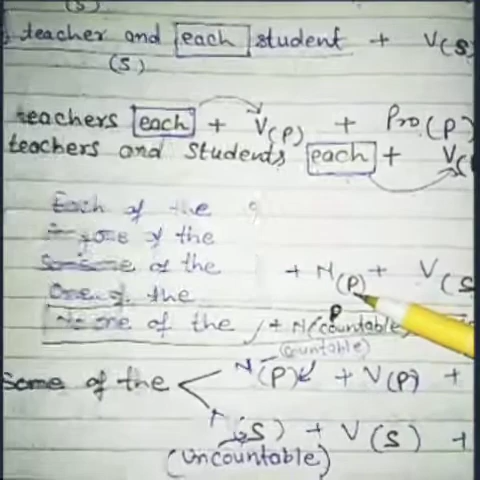 (S)
teacher and each student + V(S
(S)
teachers each + V(P) + Pro.(P)
teachers and Students each + V(
Each of the
of the
of the
One of the
+ N(P) + V(S
None of the + N(countable)
P
(countable)
Some of the < N(P) + V(P) +
(S) + V(S) +
(Uncountable)